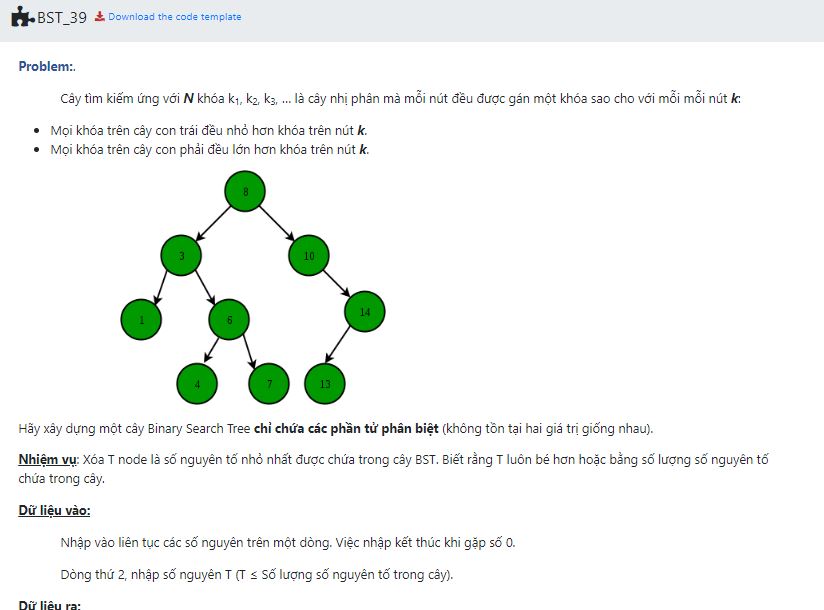 BST_39 Download the code template
Problem:.
Cây tìm kiếm ứng với N khóa k1, k2, k3, ... là cây nhị phân mà mỗi nút đều được gán một khóa sao cho với mỗi mỗi nút k:
• Mọi khóa trên cây con trái đều nhỏ hơn khóa trên nút k.
• Mọi khóa trên cây con phải đều lớn hơn khóa trên nút k.
8
3 10
1 6 14
4 7 13
Hãy xây dựng một cây Binary Search Tree chỉ chứa các phần tử phân biệt (không tồn tại hai giá trị giống nhau).
Nhiệm vụ: Xóa T node là số nguyên tố nhỏ nhất được chứa trong cây BST. Biết rằng T luôn bé hơn hoặc bằng số lượng số nguyên tố
chứa trong cây.
Dữ liệu vào:
Nhập vào liên tục các số nguyên trên một dòng. Việc nhập kết thúc khi gặp số 0.
Dòng thứ 2, nhập số nguyên T (T ≤ Số lượng số nguyên tố trong cây).
Dữ liệu ra: